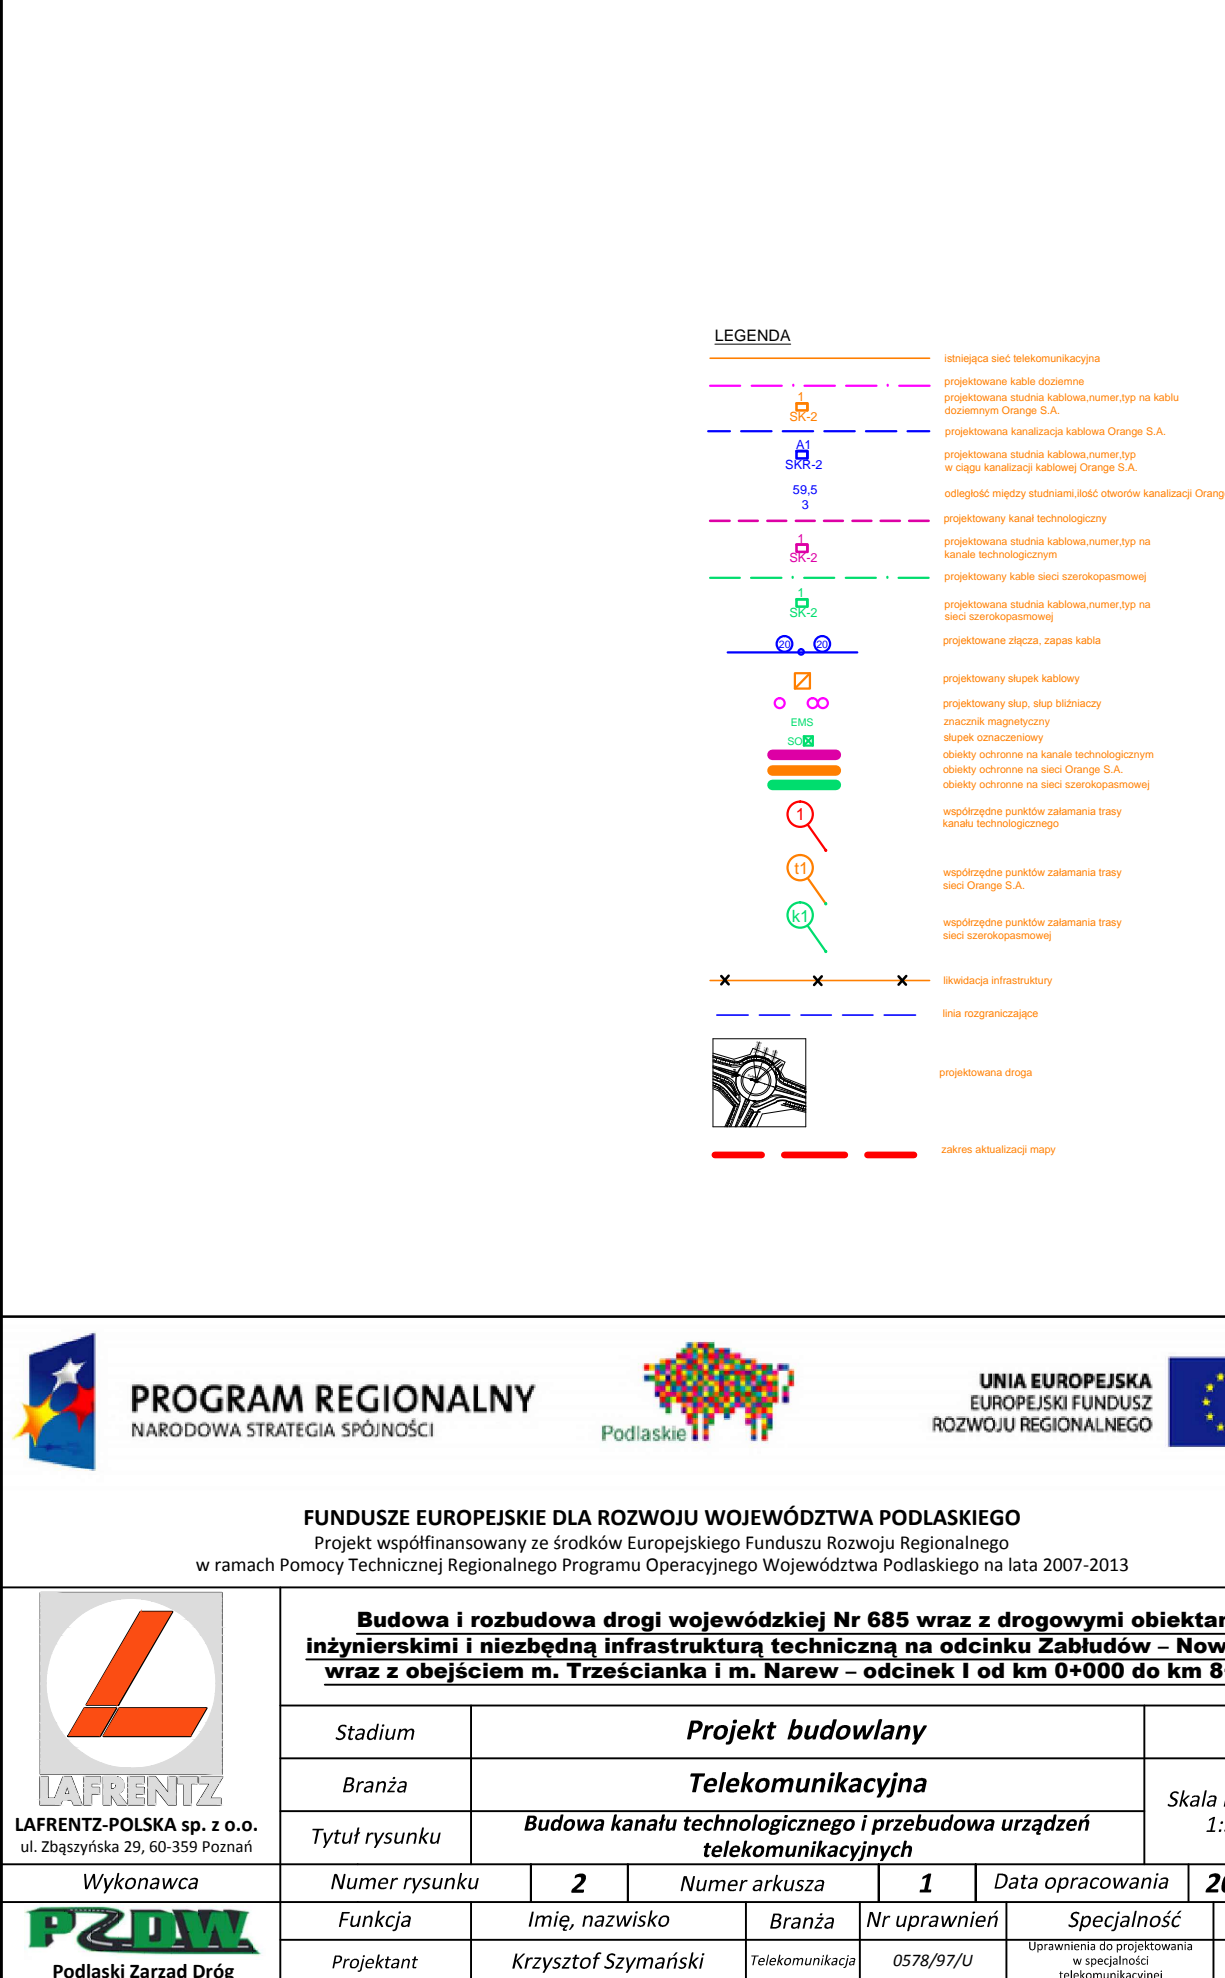 LEGENDA
istniejąca sieć telekomunikacyjna
projektowane kable doziemne
1
SK-2
projektowana studnia kablowa,numer,typ na kablu
doziemnym Orange S.A.
projektowana kanalizacja kablowa Orange S.A.
A1
SKR-2
projektowana studnia kablowa,numer,typ
w ciągu kanalizacji kablowej Orange S.A.
59,5
3
odległość między studniami,ilość otworów kanalizacji Orang
projektowany kanał technologiczny
1
SK-2
projektowana studnia kablowa,numer,typ na
kanale technologicznym
projektowany kable sieci szerokopasmowej
1
SK-2
projektowana studnia kablowa,numer,typ na
sieci szerokopasmowej
20 20
projektowane złącza, zapas kabla
projektowany słupek kablowy
projektowany słup, słup bliźniaczy
EMS znacznik magnetyczny
SO słupek oznaczeniowy
obiekty ochronne na kanale technologicznym
obiekty ochronne na sieci Orange S.A.
obiekty ochronne na sieci szerokopasmowej
1
współrzędne punktów załamania trasy
kanału technologicznego
t1
współrzędne punktów załamania trasy
sieci Orange S.A.
k1
współrzędne punktów załamania trasy
sieci szerokopasmowej
likwidacja infrastruktury
linia rozgraniczające
projektowana droga
zakres aktualizacji mapy
PROGRAM REGIONALNY
NARODOWA STRATEGIA SPÓJNOŚCI
Podlaskie
UNIA EUROPEJSKA
EUROPEJSKI FUNDUSZ
ROZWOJU REGIONALNEGO
FUNDUSZE EUROPEJSKIE DLA ROZWOJU WOJEWÓDZTWA PODLASKIEGO
Projekt współfinansowany ze środków Europejskiego Funduszu Rozwoju Regionalnego
w ramach Pomocy Technicznej Regionalnego Programu Operacyjnego Województwa Podlaskiego na lata 2007-2013
LAFRENTZ
LAFRENTZ-POLSKA sp. z o.o.
ul. Zbąszyńska 29, 60-359 Poznań
Budowa i rozbudowa drogi wojewódzkiej Nr 685 wraz z drogowymi obiektam
inżynierskimi i niezbędną infrastrukturą techniczną na odcinku Zabłudów – Now
wraz z obejściem m. Trześcianka i m. Narew – odcinek I od km 0+000 do km 8
Stadium Projekt budowlany
Branża Telekomunikacyjna
Skala
1:
Tytuł rysunku
Budowa kanału technologicznego i przebudowa urządzeń
telekomunikacyjnych
Wykonawca Numer rysunku 2 Numer arkusza 1 Data opracowania 20
PZDW
Podlaski Zarząd Dróg
Funkcja Imię, nazwisko Branża Nr uprawnień Specjalność
Projektant Krzysztof Szymański Telekomunikacja 0578/97/U
Uprawnienia do projektowania
w specjalności
telekomunikacyjnej